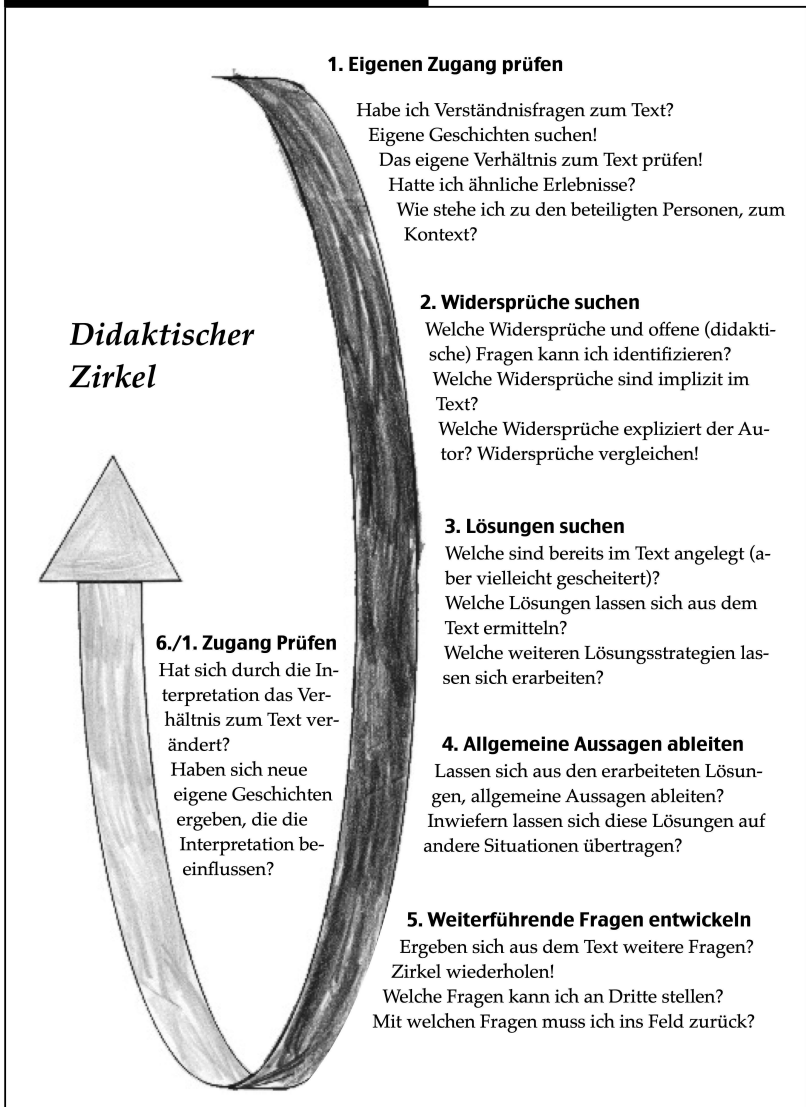 1. Eigenen Zugang prüfen
Habe ich Verständnisfragen zum Text?
Eigene Geschichten suchen!
Das eigene Verhältnis zum Text prüfen!
Hatte ich ähnliche Erlebnisse?
Wie stehe ich zu den beteiligten Personen, zum
Kontext?
Didaktischer
Zirkel
2. Widersprüche suchen
Welche Widersprüche und offene (didakti-
sche) Fragen kann ich identifizieren?
Welche Widersprüche sind implizit im
Text?
Welche Widersprüche expliziert der Au-
tor? Widersprüche vergleichen!
3. Lösungen suchen
Welche sind bereits im Text angelegt (a-
ber vielleicht gescheitert)?
Welche Lösungen lassen sich aus dem
Text ermitteln?
Welche weiteren Lösungsstrategien las-
sen sich erarbeiten?
4. Allgemeine Aussagen ableiten
Lassen sich aus den erarbeiteten Lösun-
gen, allgemeine Aussagen ableiten?
Inwiefern lassen sich diese Lösungen auf
andere Situationen übertragen?
5. Weiterführende Fragen entwickeln
Ergeben sich aus dem Text weitere Fragen?
Zirkel wiederholen!
Welche Fragen kann ich an Dritte stellen?
Mit welchen Fragen muss ich ins Feld zurück?
6./1. Zugang Prüfen
Hat sich durch die In-
terpretation das Ver-
hältnis zum Text ver-
ändert?
Haben sich neue
eigene Geschichten
ergeben, die die
Interpretation be-
einflussen?